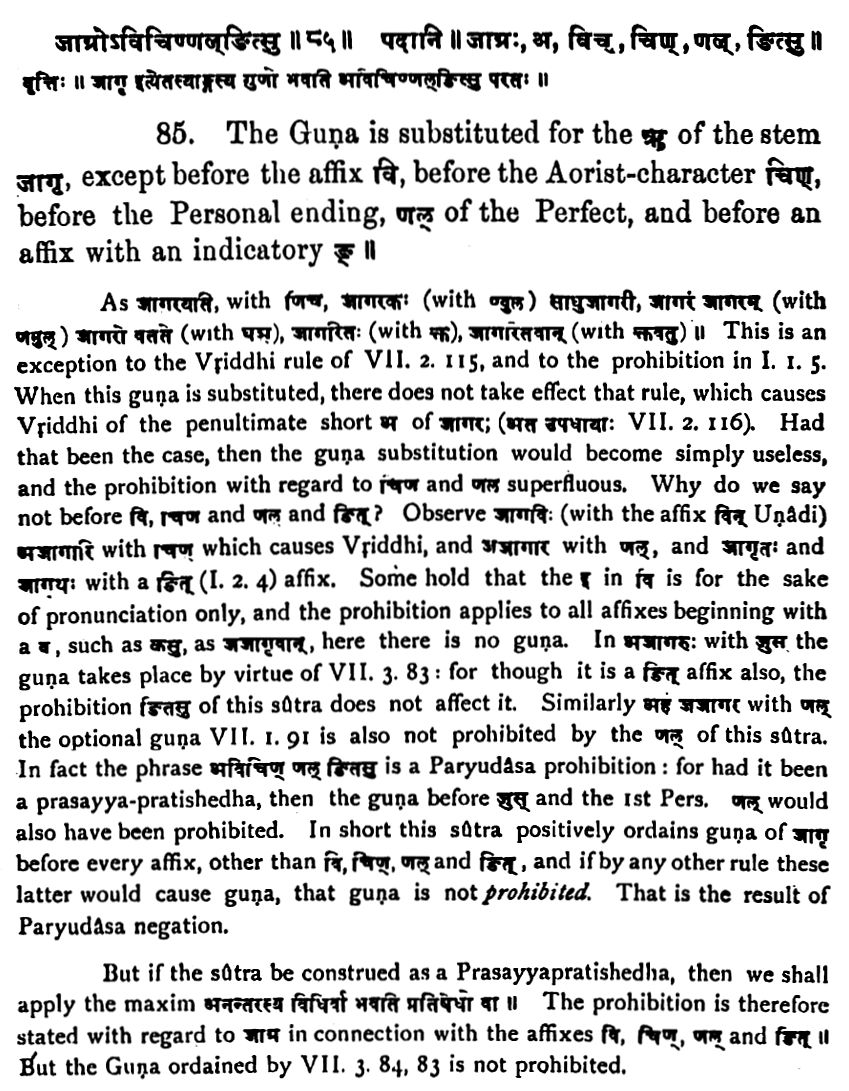 जाग्रोऽविचिण्णल्ङित्सु ॥ ८५ ॥ पदानि ॥ जाग्रः, अ, विच्, चिण्, णल्, ङित्सु ॥
वृत्तिः ॥ जागृ इत्येतस्याङ्गस्य गुणो भवति अविचिण्णल्ङित्सु परतः ॥
85. The Guṇa is substituted for the ऋ of the stem
जागृ, except before the affix वि, before the Aorist-character चिण्,
before the Personal ending, णल् of the Perfect, and before an
affix with an indicatory ङ् ॥
As जागरयति, with णिच, जागरकः (with ण्वुल) साधुजागरी, जागरं जागरम् (with
णमुल्) जागरो वतते (with घञ), जागरितः (with क्त), जागरितवान् (with क्तवतु) ॥ This is an
exception to the Vṛiddhi rule of VII. 2. 115, and to the prohibition in I. 1. 5.
When this guṇa is substituted, there does not take effect that rule, which causes
Vṛiddhi of the penultimate short अ of जागर; (अत उपधायाः VII. 2. 116). Had
that been the case, then the guṇa substitution would become simply useless,
and the prohibition with regard to चिण and णल superfluous. Why do we say
not before वि, चिण and णल् and ङित्? Observe जागविः (with the affix विन् Uṇâdi)
अजागारि with चिण् which causes Vṛiddhi, and अजागार with णल्, and जागृतः and
जागृथः with a ङित् (I. 2. 4) affix. Some hold that the इ in वि is for the sake
of pronunciation only, and the prohibition applies to all affixes beginning with
a व, such as क्वसु, as जजागृवान्, here there is no guṇa. In अजागरुः with जुस the
guṇa takes place by virtue of VII. 3. 83: for though it is a ङित् affix also, the
prohibition ङितसु of this sûtra does not affect it. Similarly अहं जजागर with णल्
the optional guṇa VII. 1. 91 is also not prohibited by the णल् of this sûtra.
In fact the phrase अविचिण् णल् ङितसु is a Paryudâsa prohibition: for had it been
a prasayya-pratishedha, then the guṇa before जुस् and the 1st Pers. णल् would
also have been prohibited. In short this sûtra positively ordains guṇa of जागृ
before every affix, other than वि, चिण्, णल् and ङित्, and if by any other rule these
latter would cause guṇa, that guṇa is not prohibited. That is the result of
Paryudâsa negation.
But if the sûtra be construed as a Prasayyapratishedha, then we shall
apply the maxim अनन्तरस्य विधिर्वा भवति प्रतिषेधो वा ॥ The prohibition is therefore
stated with regard to जागृ in connection with the affixes वि, चिण्, णल् and ङित् ॥
But the Guṇa ordained by VII. 3. 84, 83 is not prohibited.